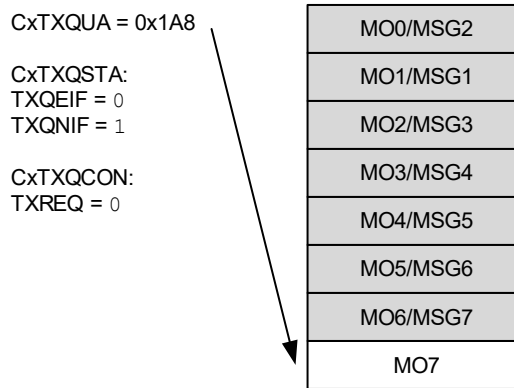 CxTXQUA = 0x1A8
CxTXQSTA:
TXQEIF = 0
TXQNIF = 1
CxTXQCON:
TXREQ = 0
MO0/MSG2
MO1/MSG1
MO2/MSG3
MO3/MSG4
MO4/MSG5
MO5/MSG6
MO6/MSG7
MO7